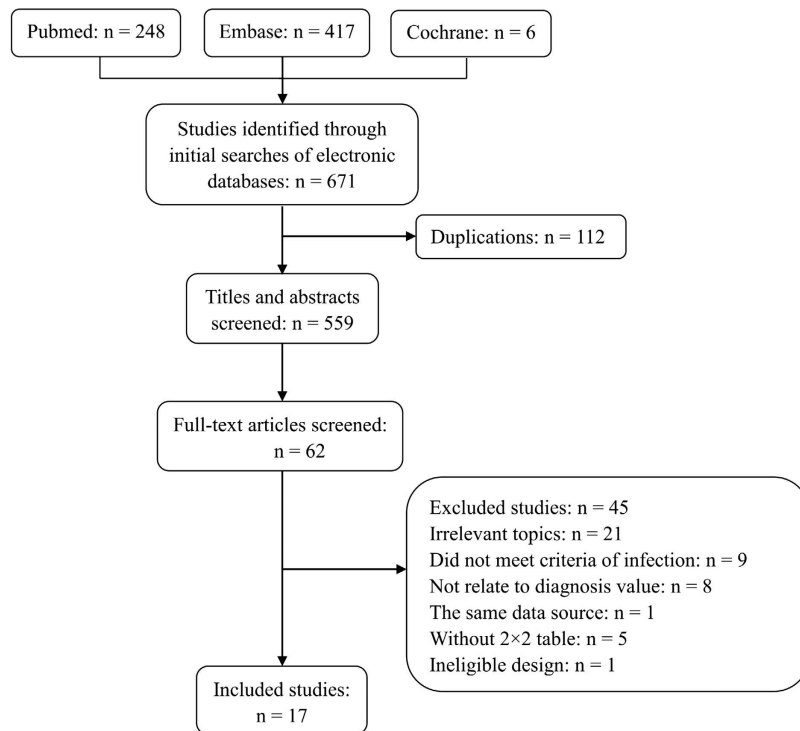 Pubmed: n = 248
Embase: n = 417
Cochrane: n = 6
Studies identified through
initial searches of electronic
databases: n = 671
Duplications: n = 112
Titles and abstracts
screened: n = 559
Full-text articles screened:
n = 62
Excluded studies: n = 45
Irrelevant topics: n = 21
Did not meet criteria of infection: n = 9
Not relate to diagnosis value: n = 8
The same data source: n = 1
Without 2×2 table: n = 5
Ineligible design: n = 1
Included studies:
n = 17